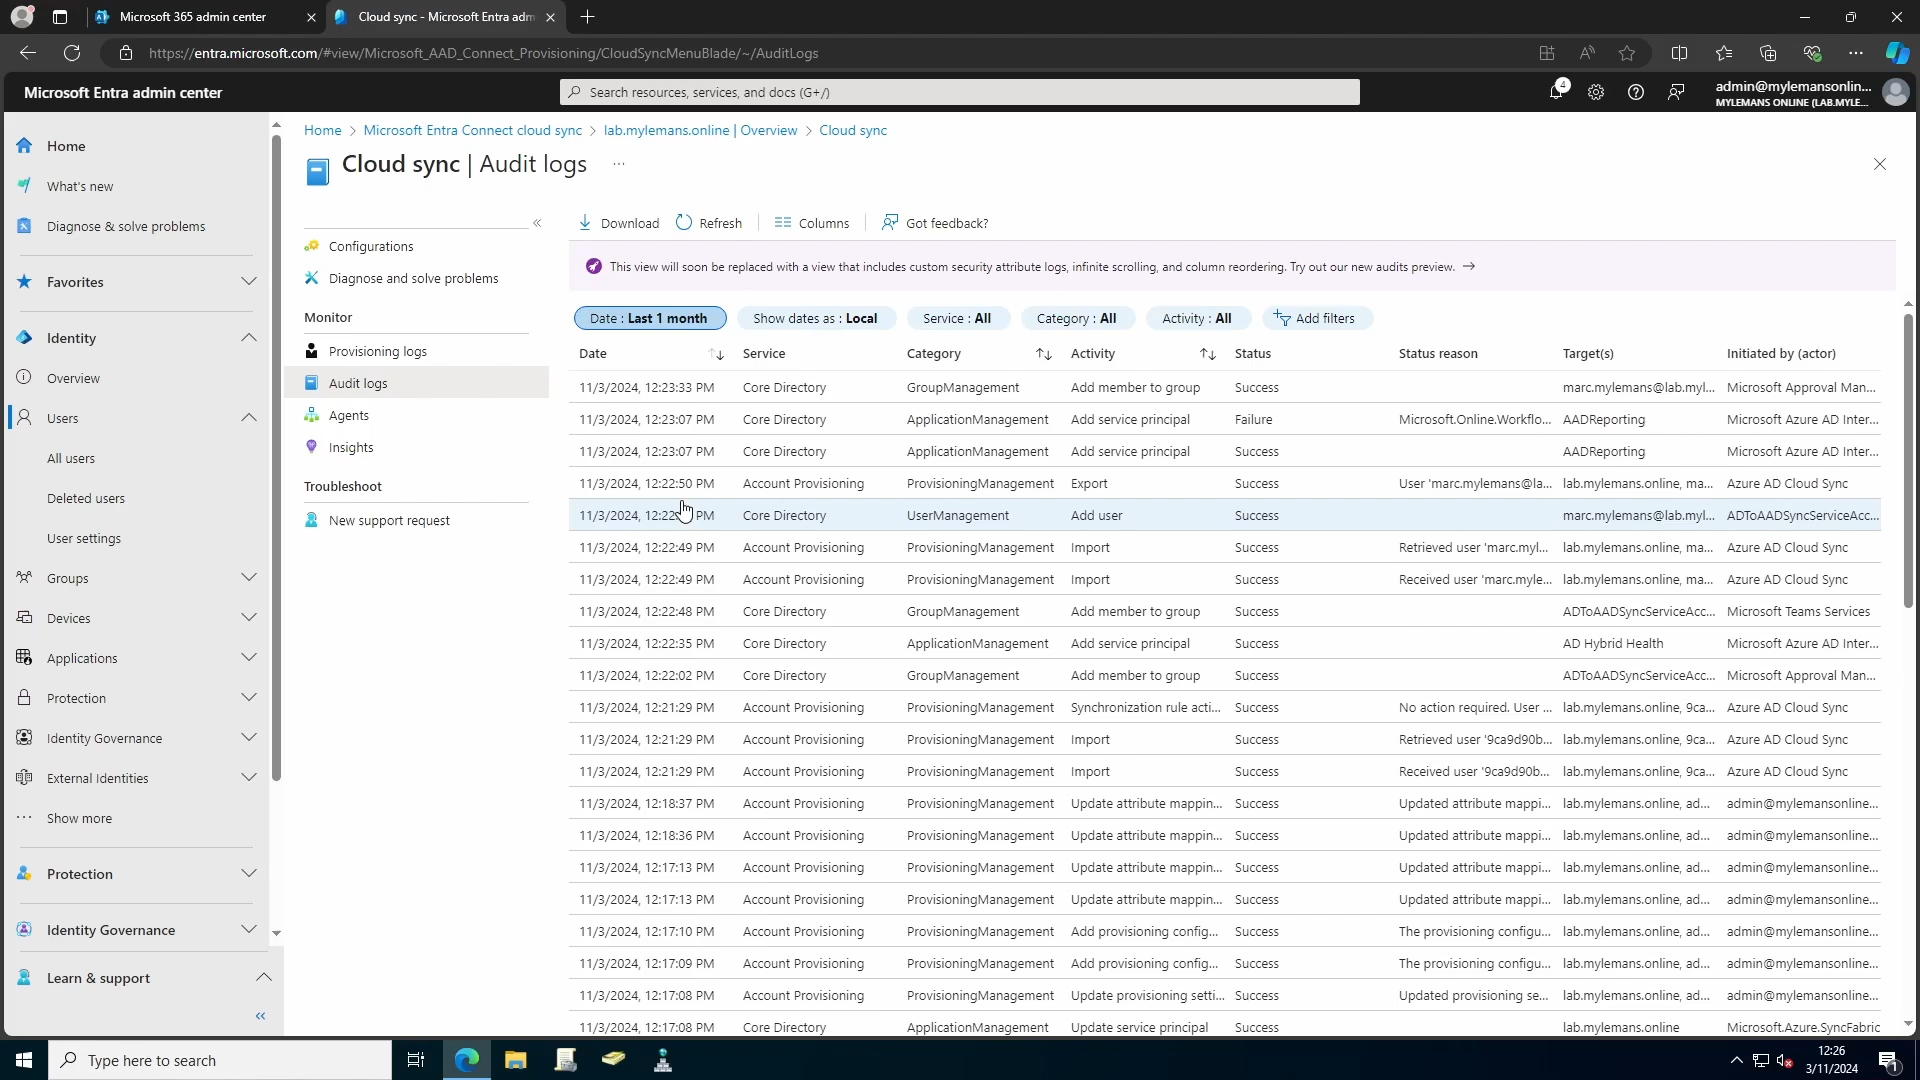 Microsoft 365 admin center
Cloud sync - Microsoft Entra adm
https://entra.microsoft.com/#view/Microsoft_AAD_Connect_Provisioning/CloudSyncMenuBlade/~/AuditLogs
Microsoft Entra admin center
Search resources, services, and docs (G+/)
4
admin@mylemansonlin...
MYLEMANS ONLINE (LAB.MYLE...
Home > Microsoft Entra Connect cloud sync > lab.mylemans.online | Overview > Cloud sync
Cloud sync | Audit logs ...
Home
What's new
Diagnose & solve problems
Favorites
Identity
Overview
Users
All users
Deleted users
User settings
Groups
Devices
Applications
Protection
Identity Governance
External Identities
Show more
Protection
Identity Governance
Learn & support
Configurations
Diagnose and solve problems
Monitor
Provisioning logs
Audit logs
Agents
Insights
Troubleshoot
New support request
Download Refresh Columns Got feedback?
This view will soon be replaced with a view that includes custom security attribute logs, infinite scrolling, and column reordering. Try out our new audits preview. →
Date : Last 1 month Show dates as : Local Service : All Category : All Activity : All Add filters
Date Service Category Activity Status Status reason Target(s) Initiated by (actor)
11/3/2024, 12:23:33 PM Core Directory GroupManagement Add member to group Success marc.mylemans@lab.myl... Microsoft Approval Man...
11/3/2024, 12:23:07 PM Core Directory ApplicationManagement Add service principal Failure Microsoft.Online.Workflo... AADReporting Microsoft Azure AD Inter...
11/3/2024, 12:23:07 PM Core Directory ApplicationManagement Add service principal Success AADReporting Microsoft Azure AD Inter...
11/3/2024, 12:22:50 PM Account Provisioning ProvisioningManagement Export Success User 'marc.mylemans@la... lab.mylemans.online, ma... Azure AD Cloud Sync
11/3/2024, 12:22 PM Core Directory UserManagement Add user Success marc.mylemans@lab.myl... ADToAADSyncServiceAcc...
11/3/2024, 12:22:49 PM Account Provisioning ProvisioningManagement Import Success Retrieved user 'marc.myl... lab.mylemans.online, ma... Azure AD Cloud Sync
11/3/2024, 12:22:49 PM Account Provisioning ProvisioningManagement Import Success Received user 'marc.myle... lab.mylemans.online, ma... Azure AD Cloud Sync
11/3/2024, 12:22:48 PM Core Directory GroupManagement Add member to group Success ADToAADSyncServiceAcc... Microsoft Teams Services
11/3/2024, 12:22:35 PM Core Directory ApplicationManagement Add service principal Success AD Hybrid Health Microsoft Azure AD Inter...
11/3/2024, 12:22:02 PM Core Directory GroupManagement Add member to group Success ADToAADSyncServiceAcc... Microsoft Approval Man...
11/3/2024, 12:21:29 PM Account Provisioning ProvisioningManagement Synchronization rule acti... Success No action required. User ... lab.mylemans.online, 9ca... Azure AD Cloud Sync
11/3/2024, 12:21:29 PM Account Provisioning ProvisioningManagement Import Success Retrieved user '9ca9d90b... lab.mylemans.online, 9ca... Azure AD Cloud Sync
11/3/2024, 12:21:29 PM Account Provisioning ProvisioningManagement Import Success Received user '9ca9d90b... lab.mylemans.online, 9ca... Azure AD Cloud Sync
11/3/2024, 12:18:37 PM Account Provisioning ProvisioningManagement Update attribute mappin... Success Updated attribute mappi... lab.mylemans.online, ad... admin@mylemansonline...
11/3/2024, 12:18:36 PM Account Provisioning ProvisioningManagement Update attribute mappin... Success Updated attribute mappi... lab.mylemans.online, ad... admin@mylemansonline...
11/3/2024, 12:17:13 PM Account Provisioning ProvisioningManagement Update attribute mappin... Success Updated attribute mappi... lab.mylemans.online, ad... admin@mylemansonline...
11/3/2024, 12:17:13 PM Account Provisioning ProvisioningManagement Update attribute mappin... Success Updated attribute mappi... lab.mylemans.online, ad... admin@mylemansonline...
11/3/2024, 12:17:10 PM Account Provisioning ProvisioningManagement Add provisioning config... Success The provisioning configu... lab.mylemans.online, ad... admin@mylemansonline...
11/3/2024, 12:17:09 PM Account Provisioning ProvisioningManagement Add provisioning config... Success The provisioning configu... lab.mylemans.online, ad... admin@mylemansonline...
11/3/2024, 12:17:08 PM Account Provisioning ProvisioningManagement Update provisioning setti... Success Updated provisioning se... lab.mylemans.online, ad... admin@mylemansonline...
11/3/2024, 12:17:08 PM Core Directory ApplicationManagement Update service principal Success lab.mylemans.online Microsoft.Azure.SyncFabric
Type here to search
12:26
3/11/2024
1